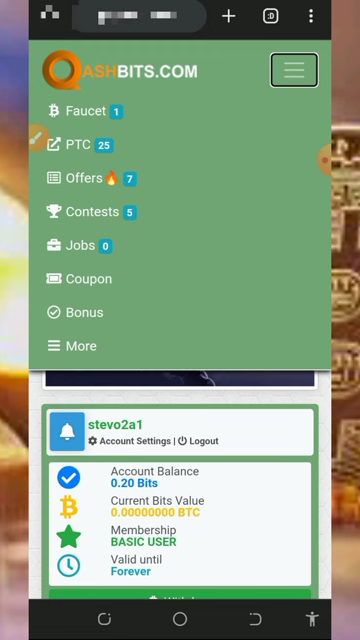 :D
QASHBITS.COM
Faucet 1
PTC 25
Offers🔥 7
Contests 5
Jobs 0
Coupon
Bonus
More
stevo2a1
Account Settings | Logout
Account Balance
0.20 Bits
Current Bits Value
0.00000000 BTC
Membership
BASIC USER
Valid until
Forever